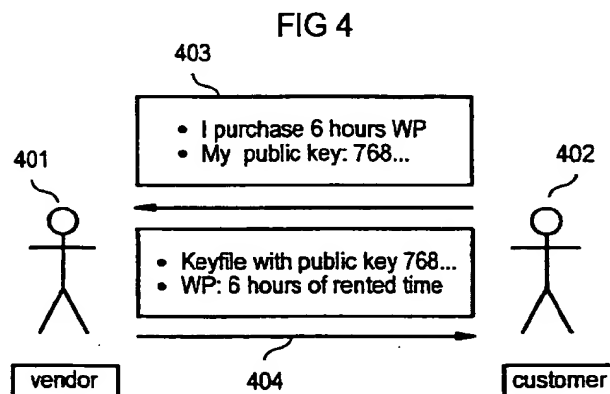 FIG 4
403
• I purchase 6 hours WP
• My public key: 768...
401
402
• Keyfile with public key 768...
• WP: 6 hours of rented time
vendor
404
customer